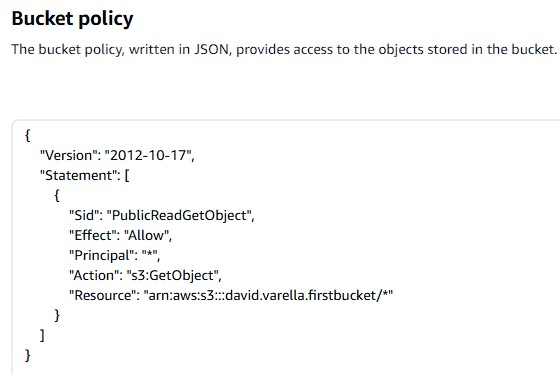 Bucket policy
The bucket policy, written in JSON, provides access to the objects stored in the bucket.
{
"Version": "2012-10-17",
"Statement": [
{
"Sid": "PublicReadGetObject",
"Effect": "Allow",
"Principal": "*",
"Action": "s3:GetObject",
"Resource": "arn:aws:s3:::david.varella.firstbucket/*"
}
]
}